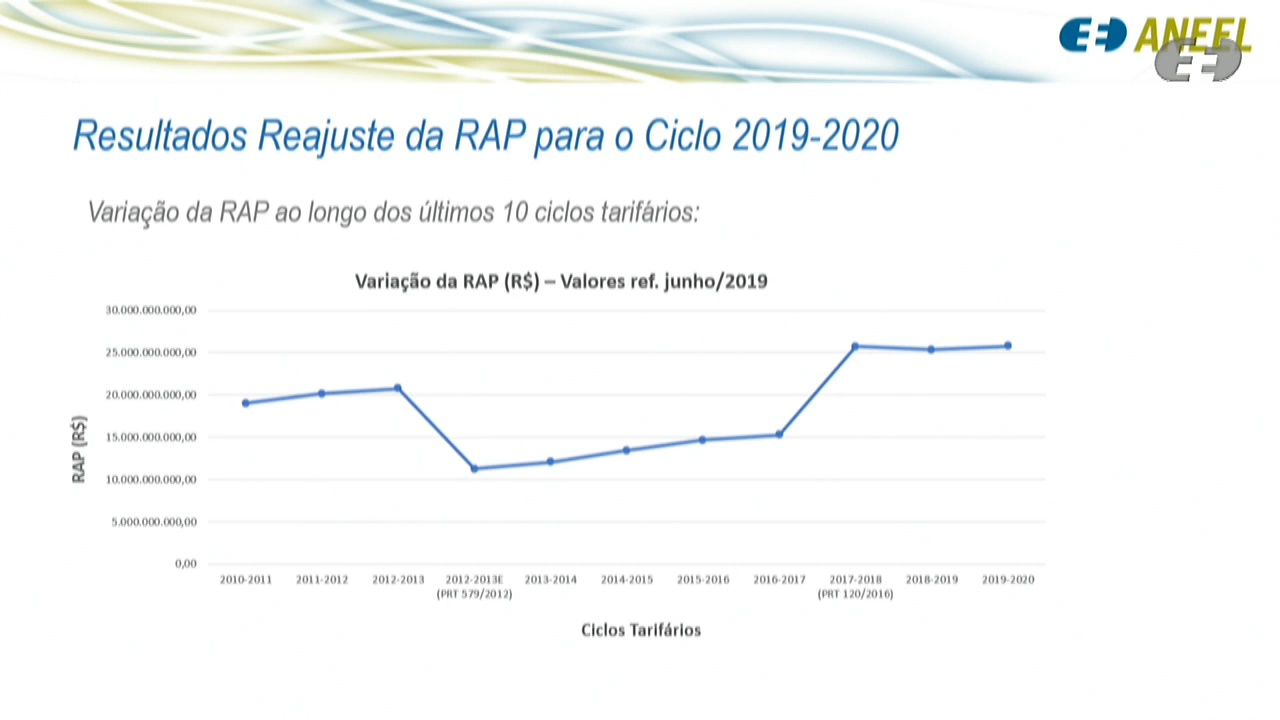 ANEEL
Resultados Reajuste da RAP para o Ciclo 2019-2020
Variação da RAP ao longo dos últimos 10 ciclos tarifários:
Variação da RAP (R$) – Valores ref. junho/2019
30.000.000.000,00
25.000.000.000,00
20.000.000.000,00
15.000.000.000,00
10.000.000.000,00
5.000.000.000,00
0,00
RAP (R$)
2010-2011 2011-2012 2012-2013 2012-2013E 2013-2014 2014-2015 2015-2016 2016-2017 2017-2018 2018-2019 2019-2020
(PRT 579/2012) (PRT 120/2016)
Ciclos Tarifários